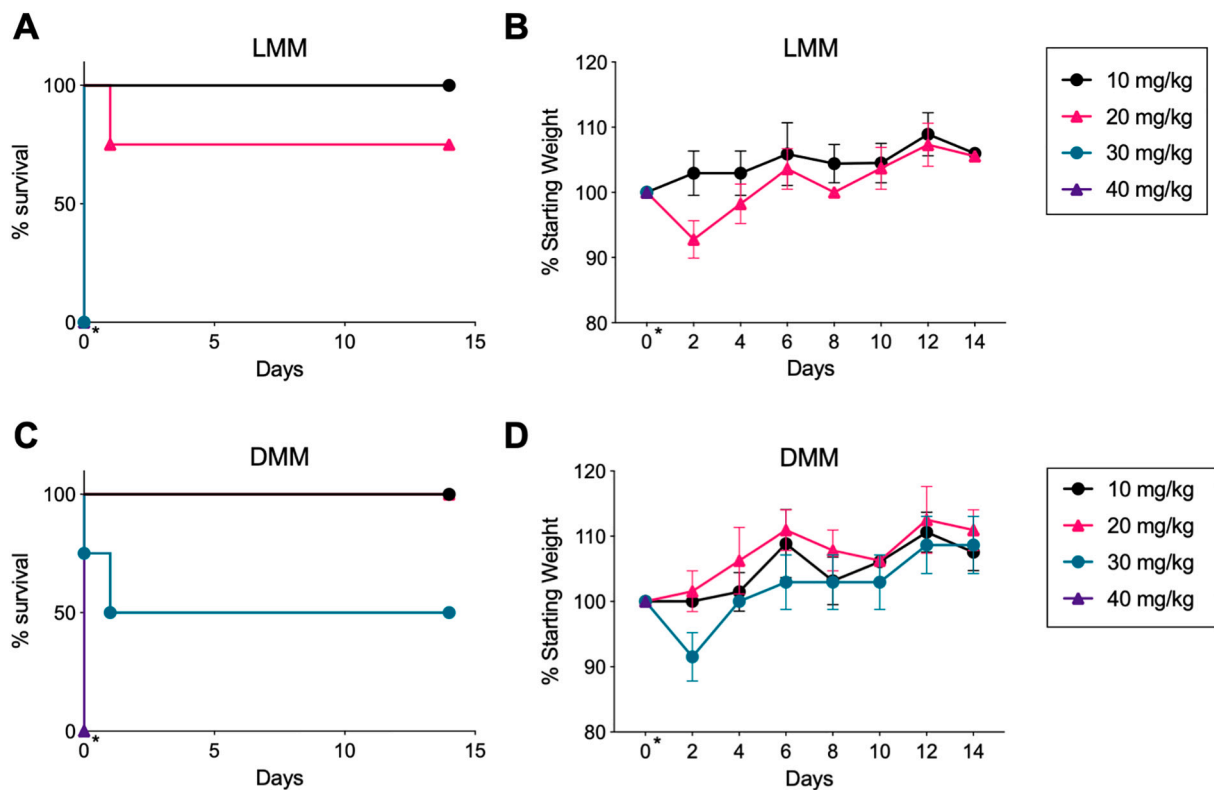 A
LMM
% survival
100
50
0
0
*
5
10
15
Days
B
LMM
% Starting Weight
120
110
100
90
80
0
*
2
4
6
8
10
12
14
Days
10 mg/kg
20 mg/kg
30 mg/kg
40 mg/kg
C
DMM
% survival
100
50
0
0
*
5
10
15
Days
D
DMM
% Starting Weight
120
110
100
90
80
0
*
2
4
6
8
10
12
14
Days
10 mg/kg
20 mg/kg
30 mg/kg
40 mg/kg